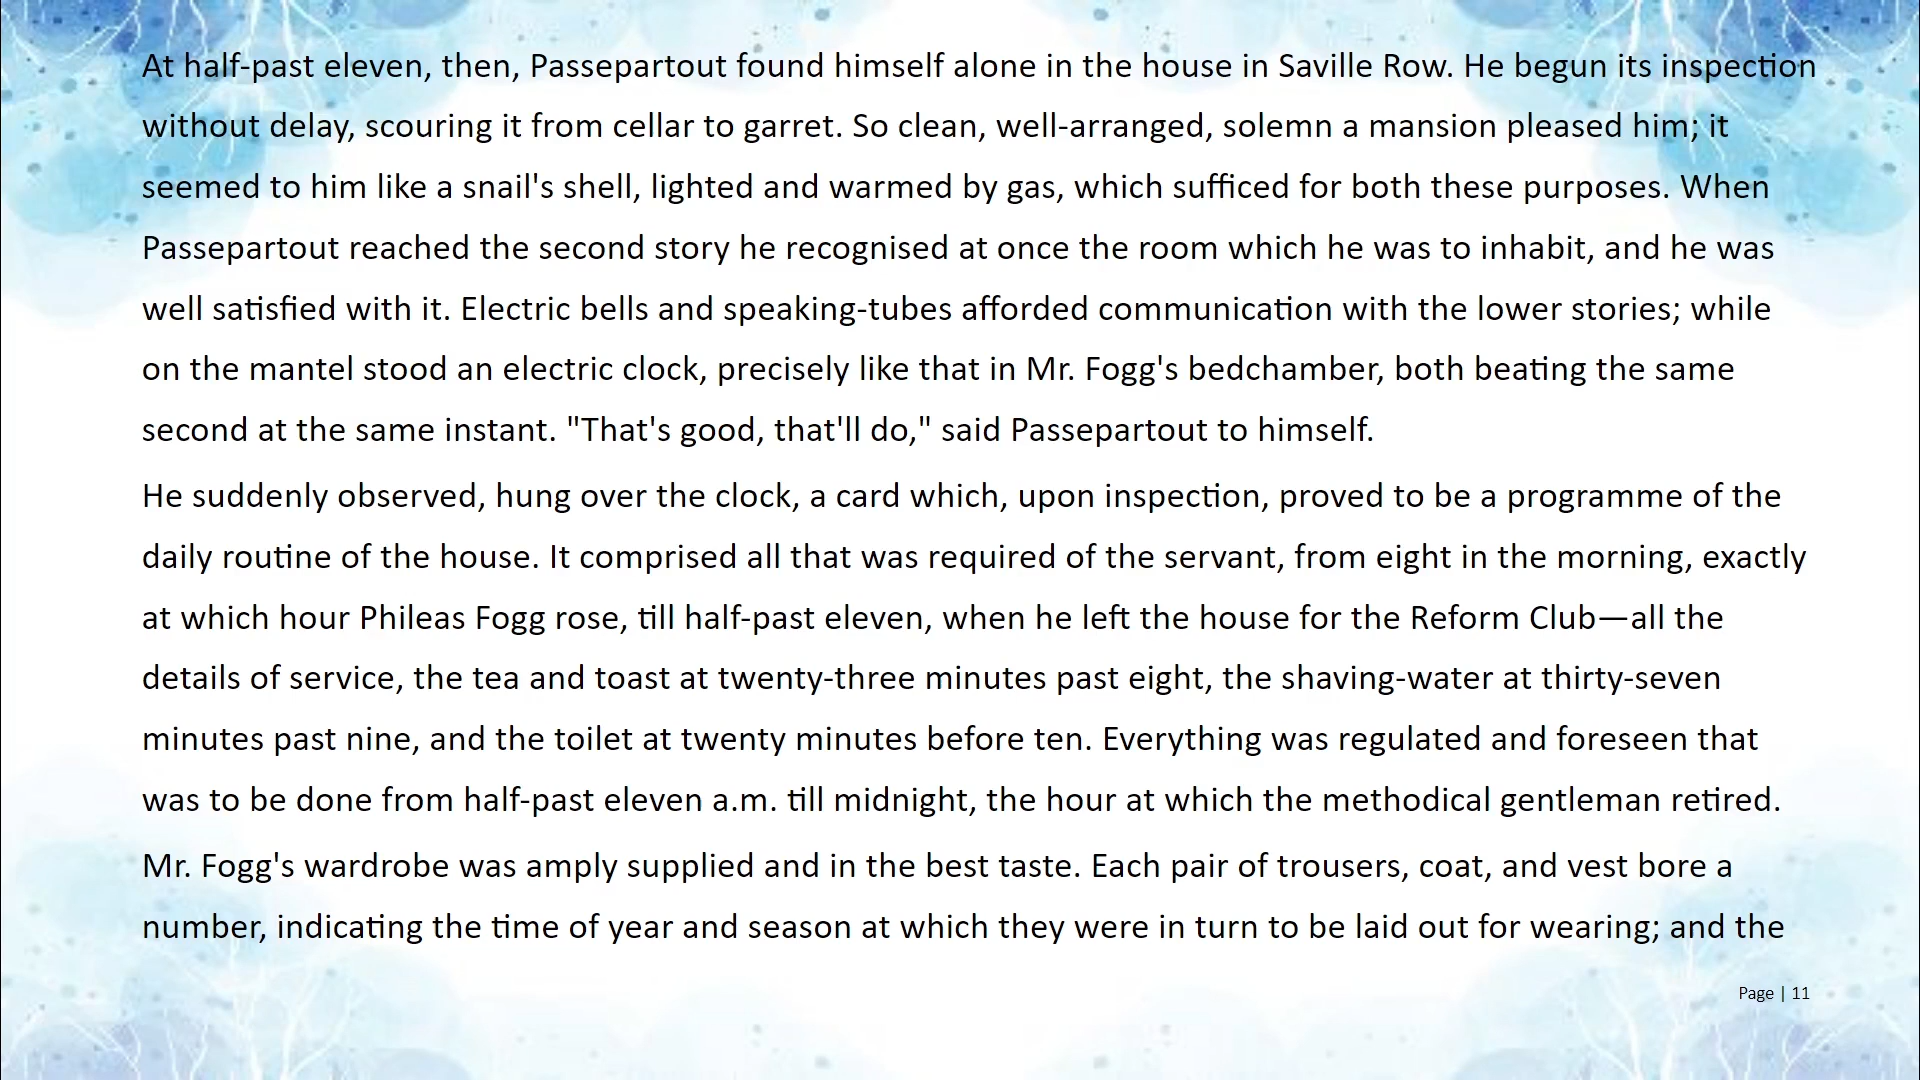 At half-past eleven, then, Passepartout found himself alone in the house in Saville Row. He begun its inspection
without delay, scouring it from cellar to garret. So clean, well-arranged, solemn a mansion pleased him; it
seemed to him like a snail's shell, lighted and warmed by gas, which sufficed for both these purposes. When
Passepartout reached the second story he recognised at once the room which he was to inhabit, and he was
well satisfied with it. Electric bells and speaking-tubes afforded communication with the lower stories; while
on the mantel stood an electric clock, precisely like that in Mr. Fogg's bedchamber, both beating the same
second at the same instant. "That's good, that'll do," said Passepartout to himself.
He suddenly observed, hung over the clock, a card which, upon inspection, proved to be a programme of the
daily routine of the house. It comprised all that was required of the servant, from eight in the morning, exactly
at which hour Phileas Fogg rose, till half-past eleven, when he left the house for the Reform Club—all the
details of service, the tea and toast at twenty-three minutes past eight, the shaving-water at thirty-seven
minutes past nine, and the toilet at twenty minutes before ten. Everything was regulated and foreseen that
was to be done from half-past eleven a.m. till midnight, the hour at which the methodical gentleman retired.
Mr. Fogg's wardrobe was amply supplied and in the best taste. Each pair of trousers, coat, and vest bore a
number, indicating the time of year and season at which they were in turn to be laid out for wearing; and the
Page | 11